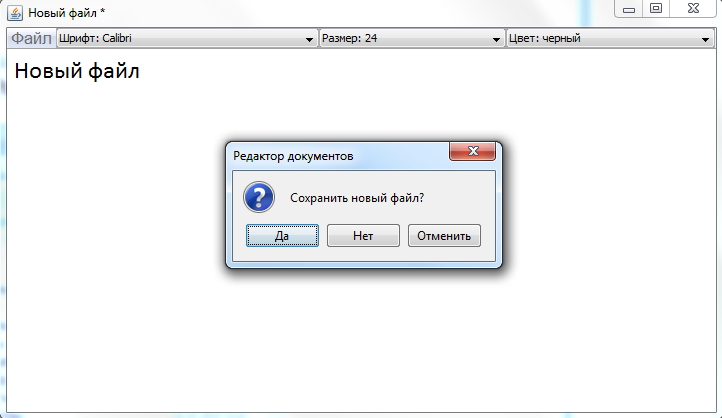 Новый файл *
Файл Шрифт: Calibri Размер: 24 Цвет: черный
Новый файл
Редактор документов
Сохранить новый файл?
Да Нет Отменить